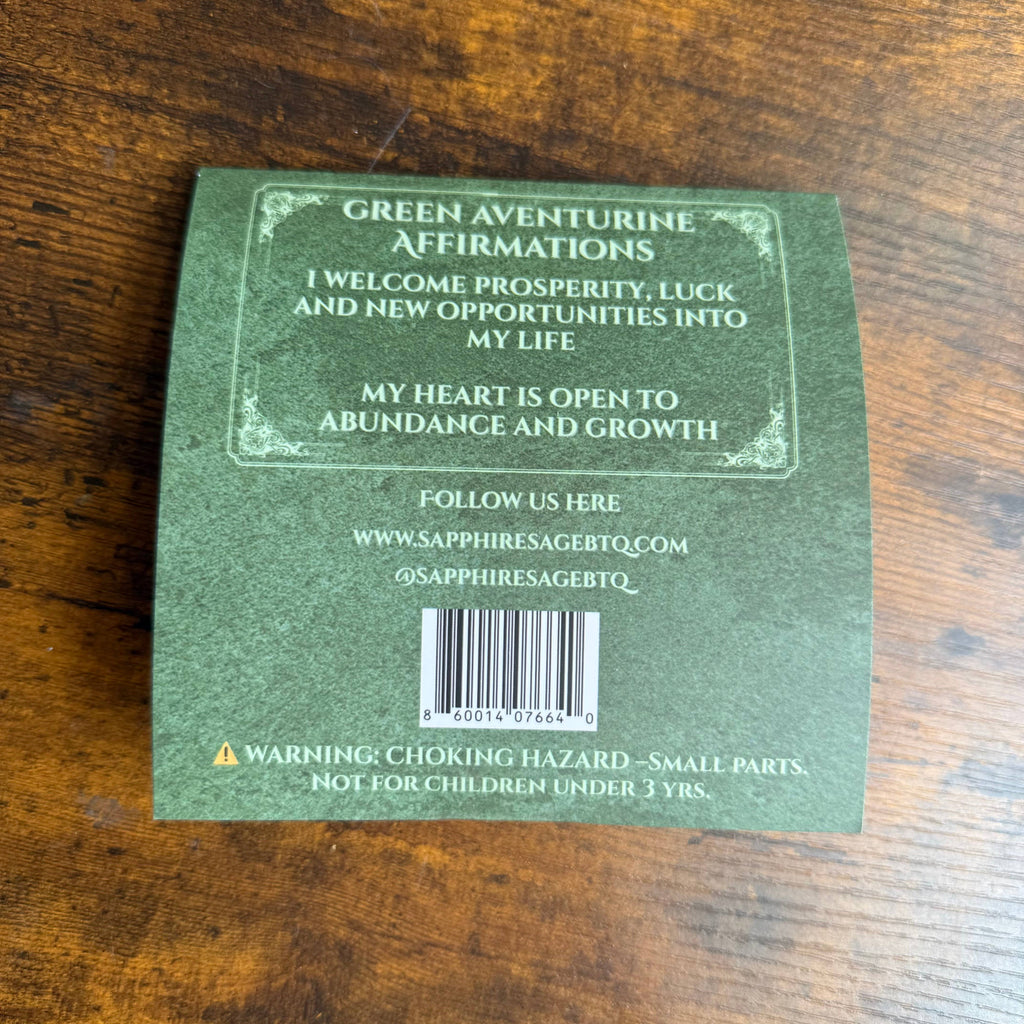 GREEN AVENTURINE
AFFIRMATIONS
I WELCOME PROSPERITY, LUCK
AND NEW OPPORTUNITIES INTO
MY LIFE
MY HEART IS OPEN TO
ABUNDANCE AND GROWTH
FOLLOW US HERE
WWW.SAPPHIRESAGEBTQ.COM
@SAPPHIRESAGEBTQ
8 60014 07664 0
⚠ WARNING: CHOKING HAZARD –SMALL PARTS.
NOT FOR CHILDREN UNDER 3 YRS.